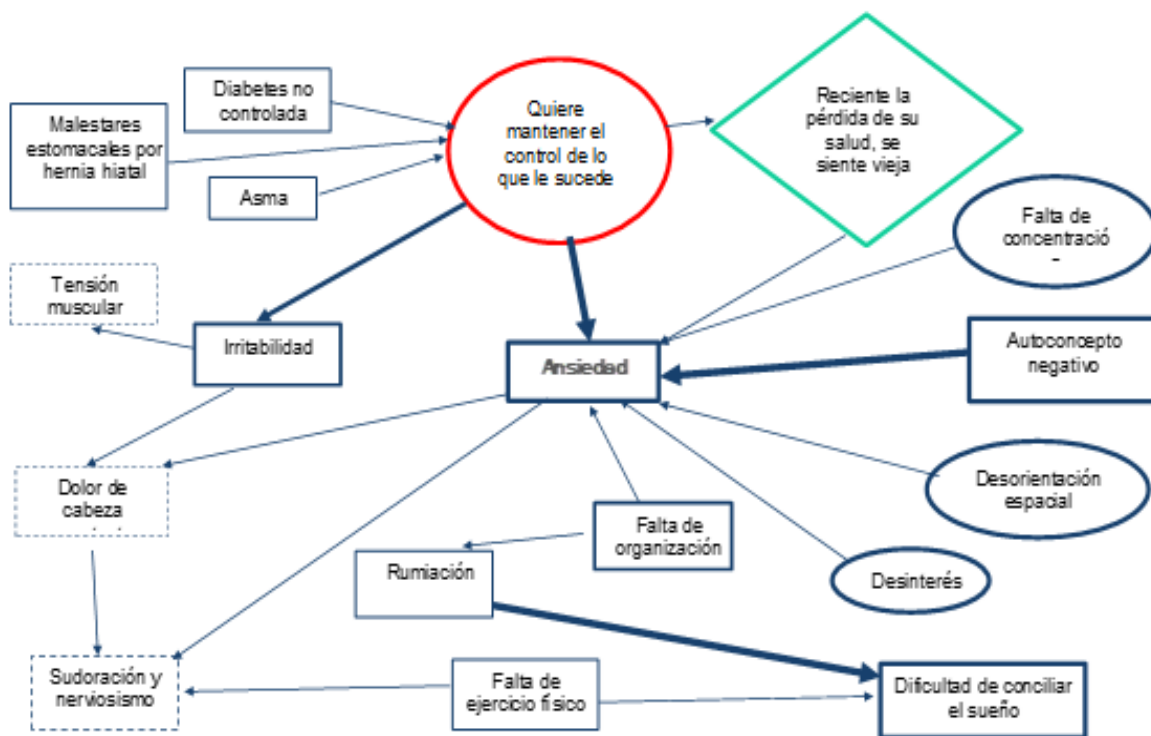 Diabetes no
controlada
Malestares
estomacales por
hernia hiatal
Asma
Quiere
mantener el
control de lo
que le sucede
Reciente la
pérdida de su
salud, se
siente vieja
Falta de
concentració
Tensión
muscular
Irritabilidad
Ansiedad
Autoconcepto
negativo
Dolor de
cabeza
Desorientación
espacial
Falta de
organización
Rumiación
Desinterés
Sudoración y
nerviosismo
Falta de
ejercicio físico
Dificultad de conciliar
el sueño